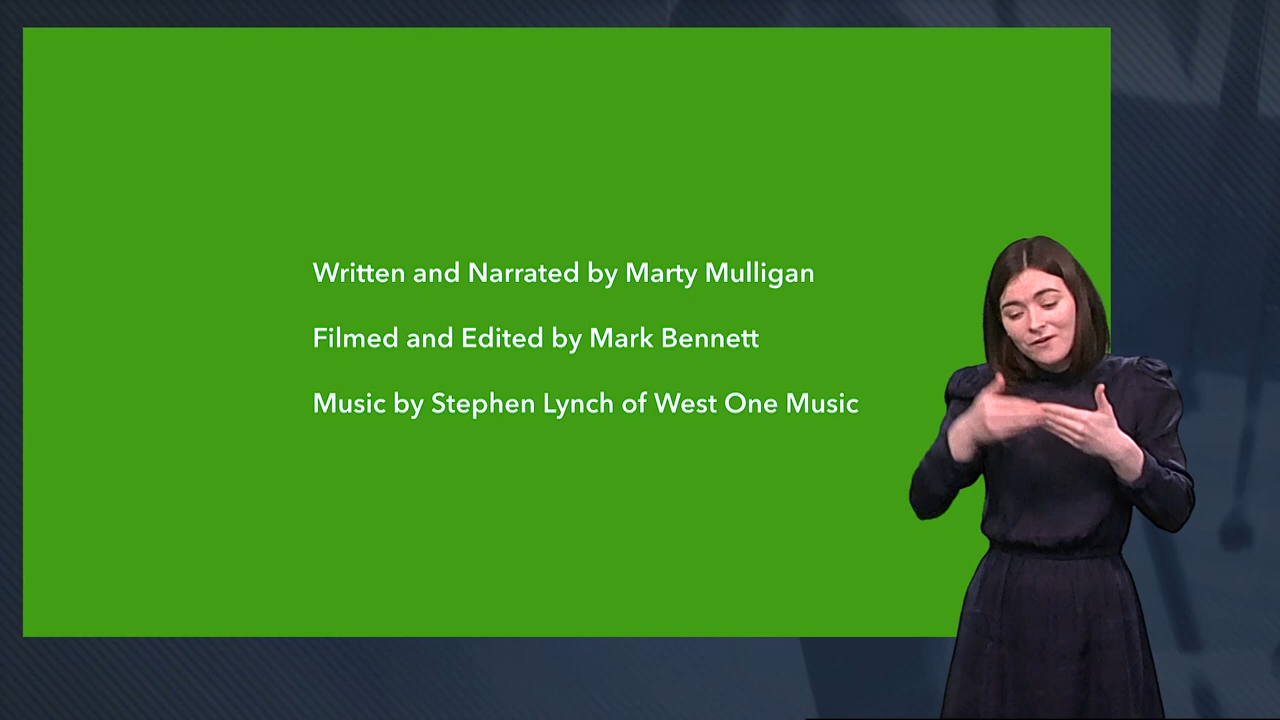 Written and Narrated by Marty Mulligan
Filmed and Edited by Mark Bennett
Music by Stephen Lynch of West One Music